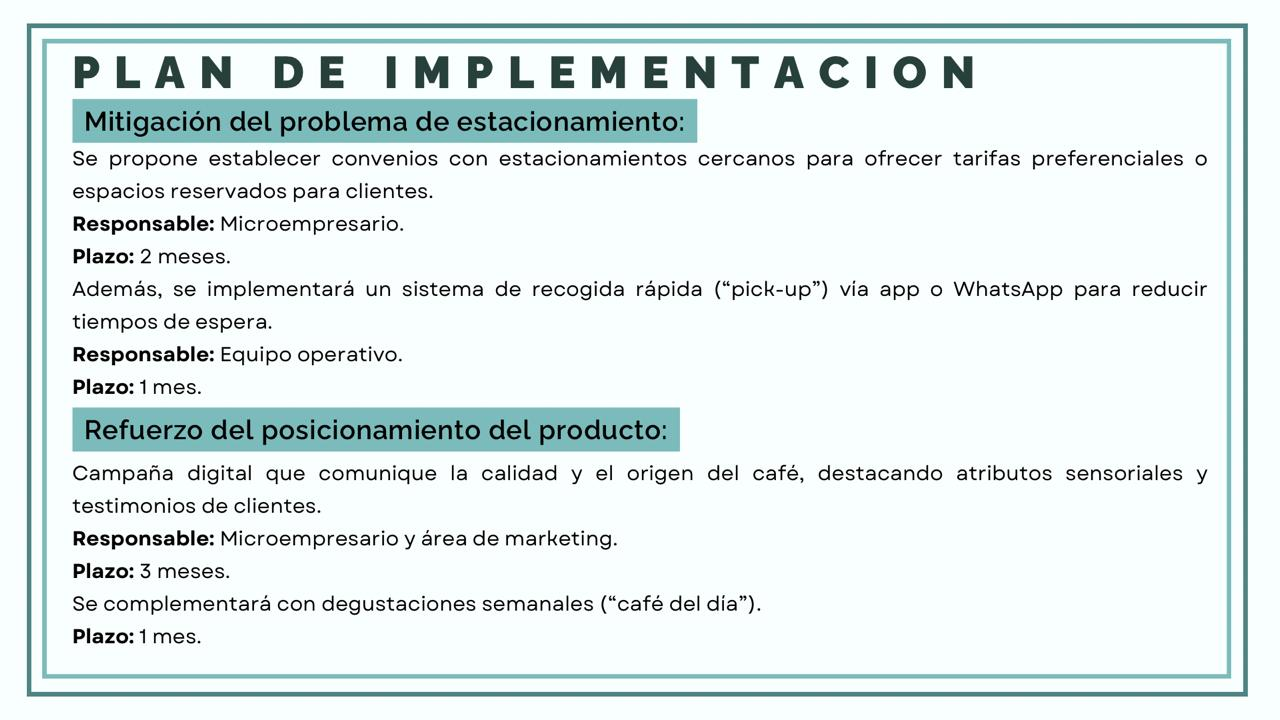 PLAN DE IMPLEMENTACION
Mitigación del problema de estacionamiento:
Se propone establecer convenios con estacionamientos cercanos para ofrecer tarifas preferenciales o
espacios reservados para clientes.
Responsable: Microempresario.
Plazo: 2 meses.
Además, se implementará un sistema de recogida rápida (“pick-up”) vía app o WhatsApp para reducir
tiempos de espera.
Responsable: Equipo operativo.
Plazo: 1 mes.
Refuerzo del posicionamiento del producto:
Campaña digital que comunique la calidad y el origen del café, destacando atributos sensoriales y
testimonios de clientes.
Responsable: Microempresario y área de marketing.
Plazo: 3 meses.
Se complementará con degustaciones semanales (“café del día”).
Plazo: 1 mes.